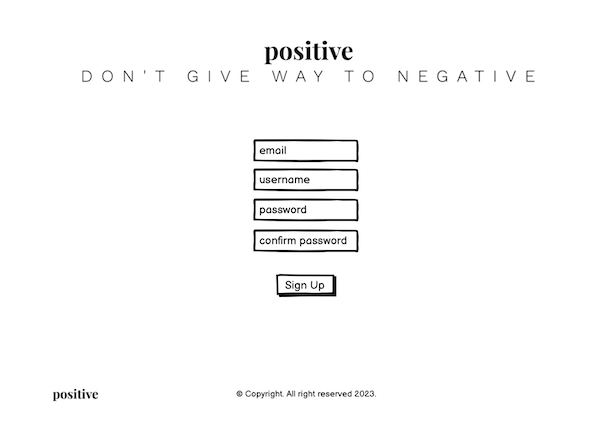 positive
DON'T GIVE WAY TO NEGATIVE
email
username
password
confirm password
Sign Up
positive
© Copyright. All right reserved 2023.